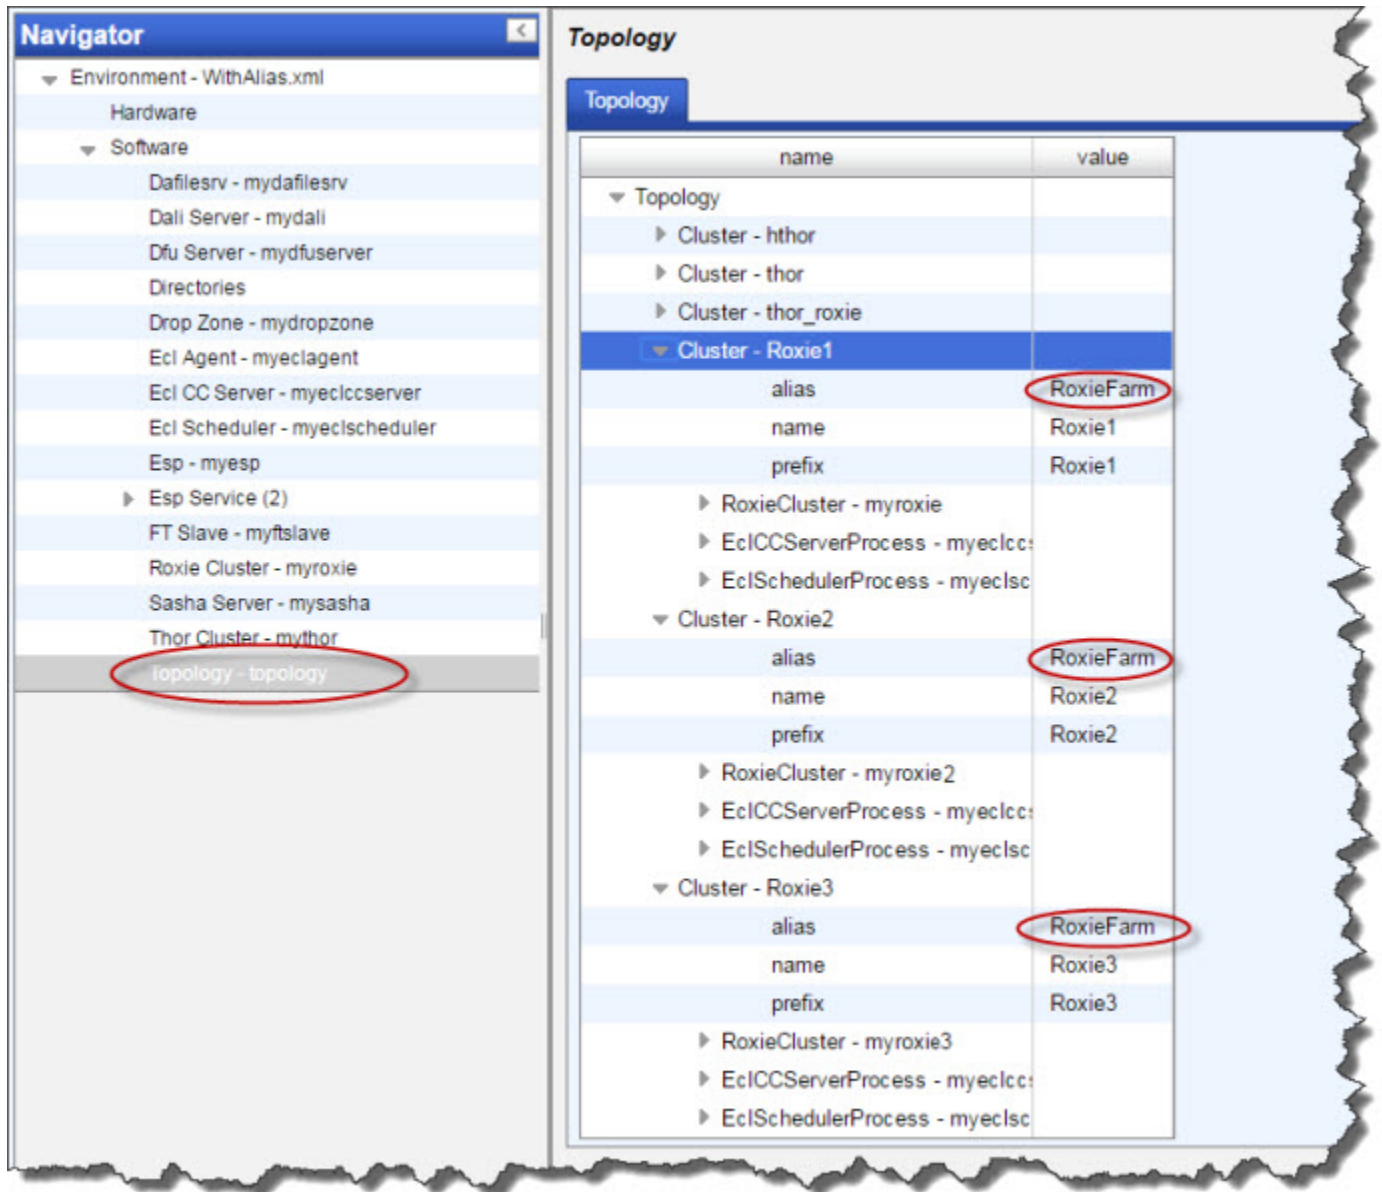 Navigator
Environment - WithAlias.xml
Hardware
Software
Dafilesrv - mydafilesrv
Dali Server - mydali
Dfu Server - mydfuserver
Directories
Drop Zone - mydropzone
Ecl Agent - myeclagent
Ecl CC Server - myeclccserver
Ecl Scheduler - myeclscheduler
Esp - myesp
Esp Service (2)
FT Slave - myftslave
Roxie Cluster - myroxie
Sasha Server - mysasha
Thor Cluster - mythor
Topology - topology
Topology
Topology
name value
Topology
Cluster - hthor
Cluster - thor
Cluster - thor_roxie
Cluster - Roxie1
alias RoxieFarm
name Roxie1
prefix Roxie1
RoxieCluster - myroxie
EclCCServerProcess - myeclccs
EclSchedulerProcess - myeclsc
Cluster - Roxie2
alias RoxieFarm
name Roxie2
prefix Roxie2
RoxieCluster - myroxie2
EclCCServerProcess - myeclccs
EclSchedulerProcess - myeclsc
Cluster - Roxie3
alias RoxieFarm
name Roxie3
prefix Roxie3
RoxieCluster - myroxie3
EclCCServerProcess - myeclccs
EclSchedulerProcess - myeclsc